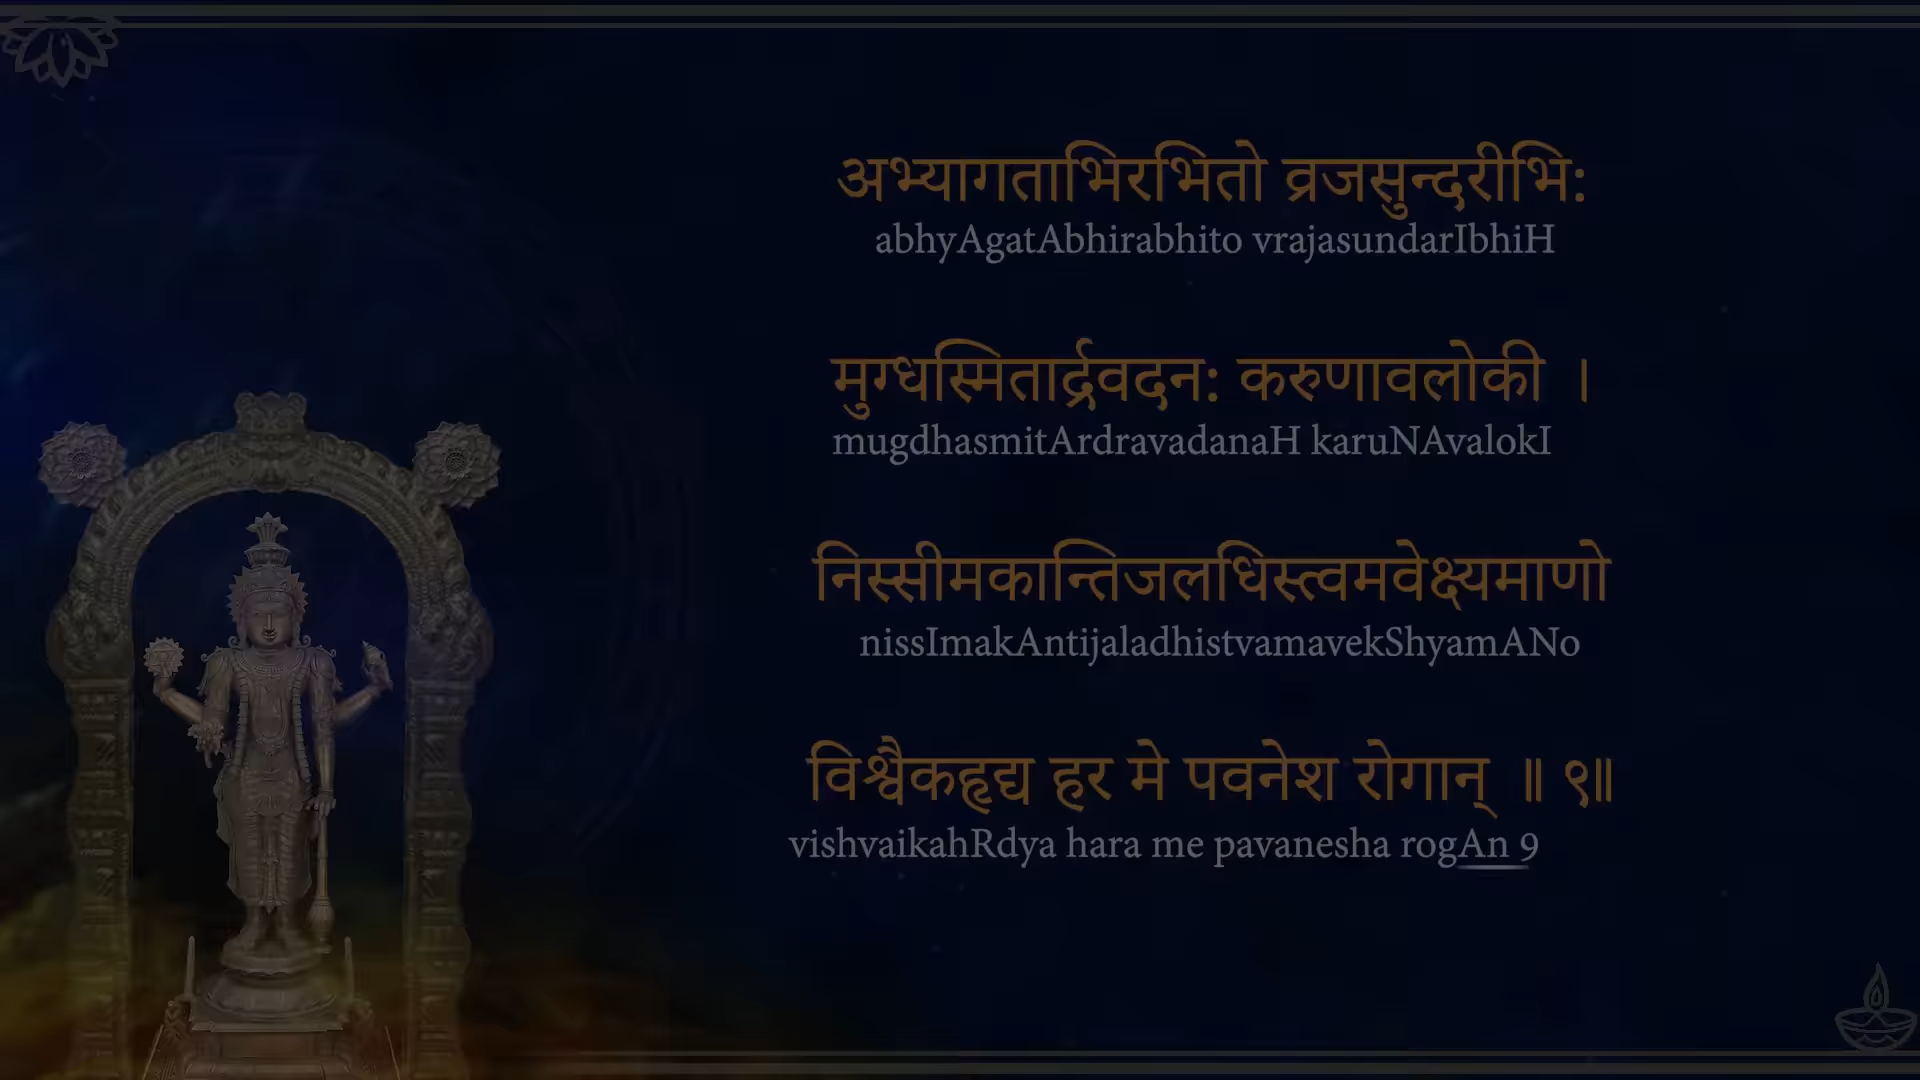 अभ्यागताभिरभितो व्रजसुन्दरीभि:
abhyAgatAbhirabhito vrajasundarIbhiH
मुग्धस्मितार्द्रवदन: करुणावलोकी ।
mugdhasmitArdravadanaH karuNAvalokI
निस्सीमकान्तिजलधिस्त्वमवेक्ष्यमाणो
nissImakAntijaladhistvamavekShyamANo
विश्वैकहृद्य हर मे पवनेश रोगान् ॥ ९॥
vishvaikahRdya hara me pavanesha rogAn 9